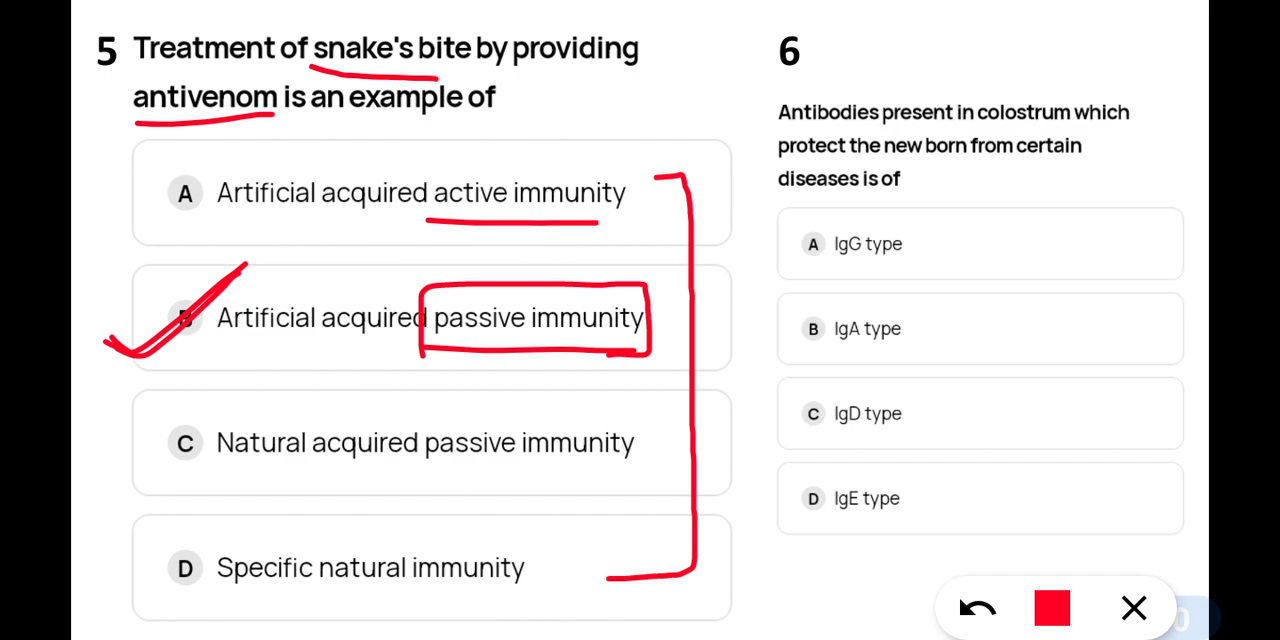 5 Treatment of snake's bite by providing
antivenom is an example of
A Artificial acquired active immunity
B Artificial acquired passive immunity
C Natural acquired passive immunity
D Specific natural immunity
6
Antibodies present in colostrum which
protect the new born from certain
diseases is of
A IgG type
B IgA type
C IgD type
D IgE type
0